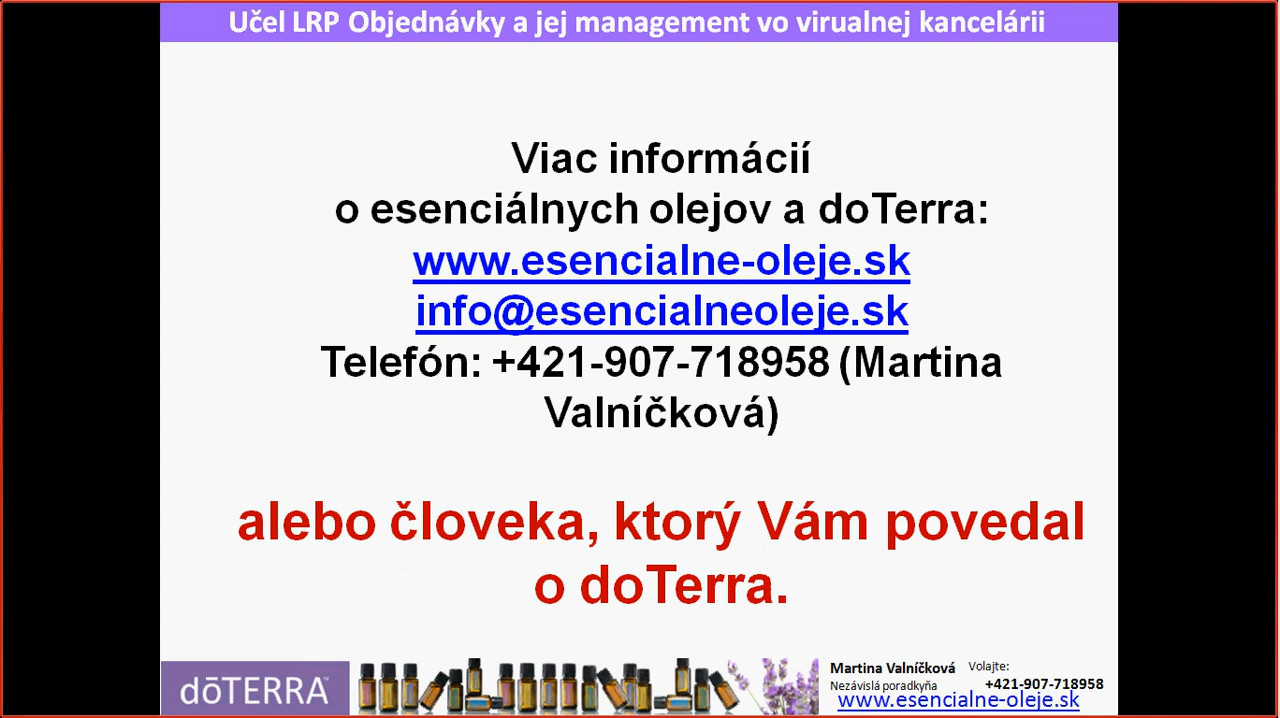 Učel LRP Objednávky a jej management vo virualnej kancelárii
Viac informácií
o esenciálnych olejov a doTerra:
www.esencialne-oleje.sk
info@esencialneoleje.sk
Telefón: +421-907-718958 (Martina
Valníčková)
alebo človeka, ktorý Vám povedal
o doTerra.
dōTERRA™
Martina Valníčková
Nezávislá poradkyňa
Volajte:
+421-907-718958
www.esencialne-oleje.sk